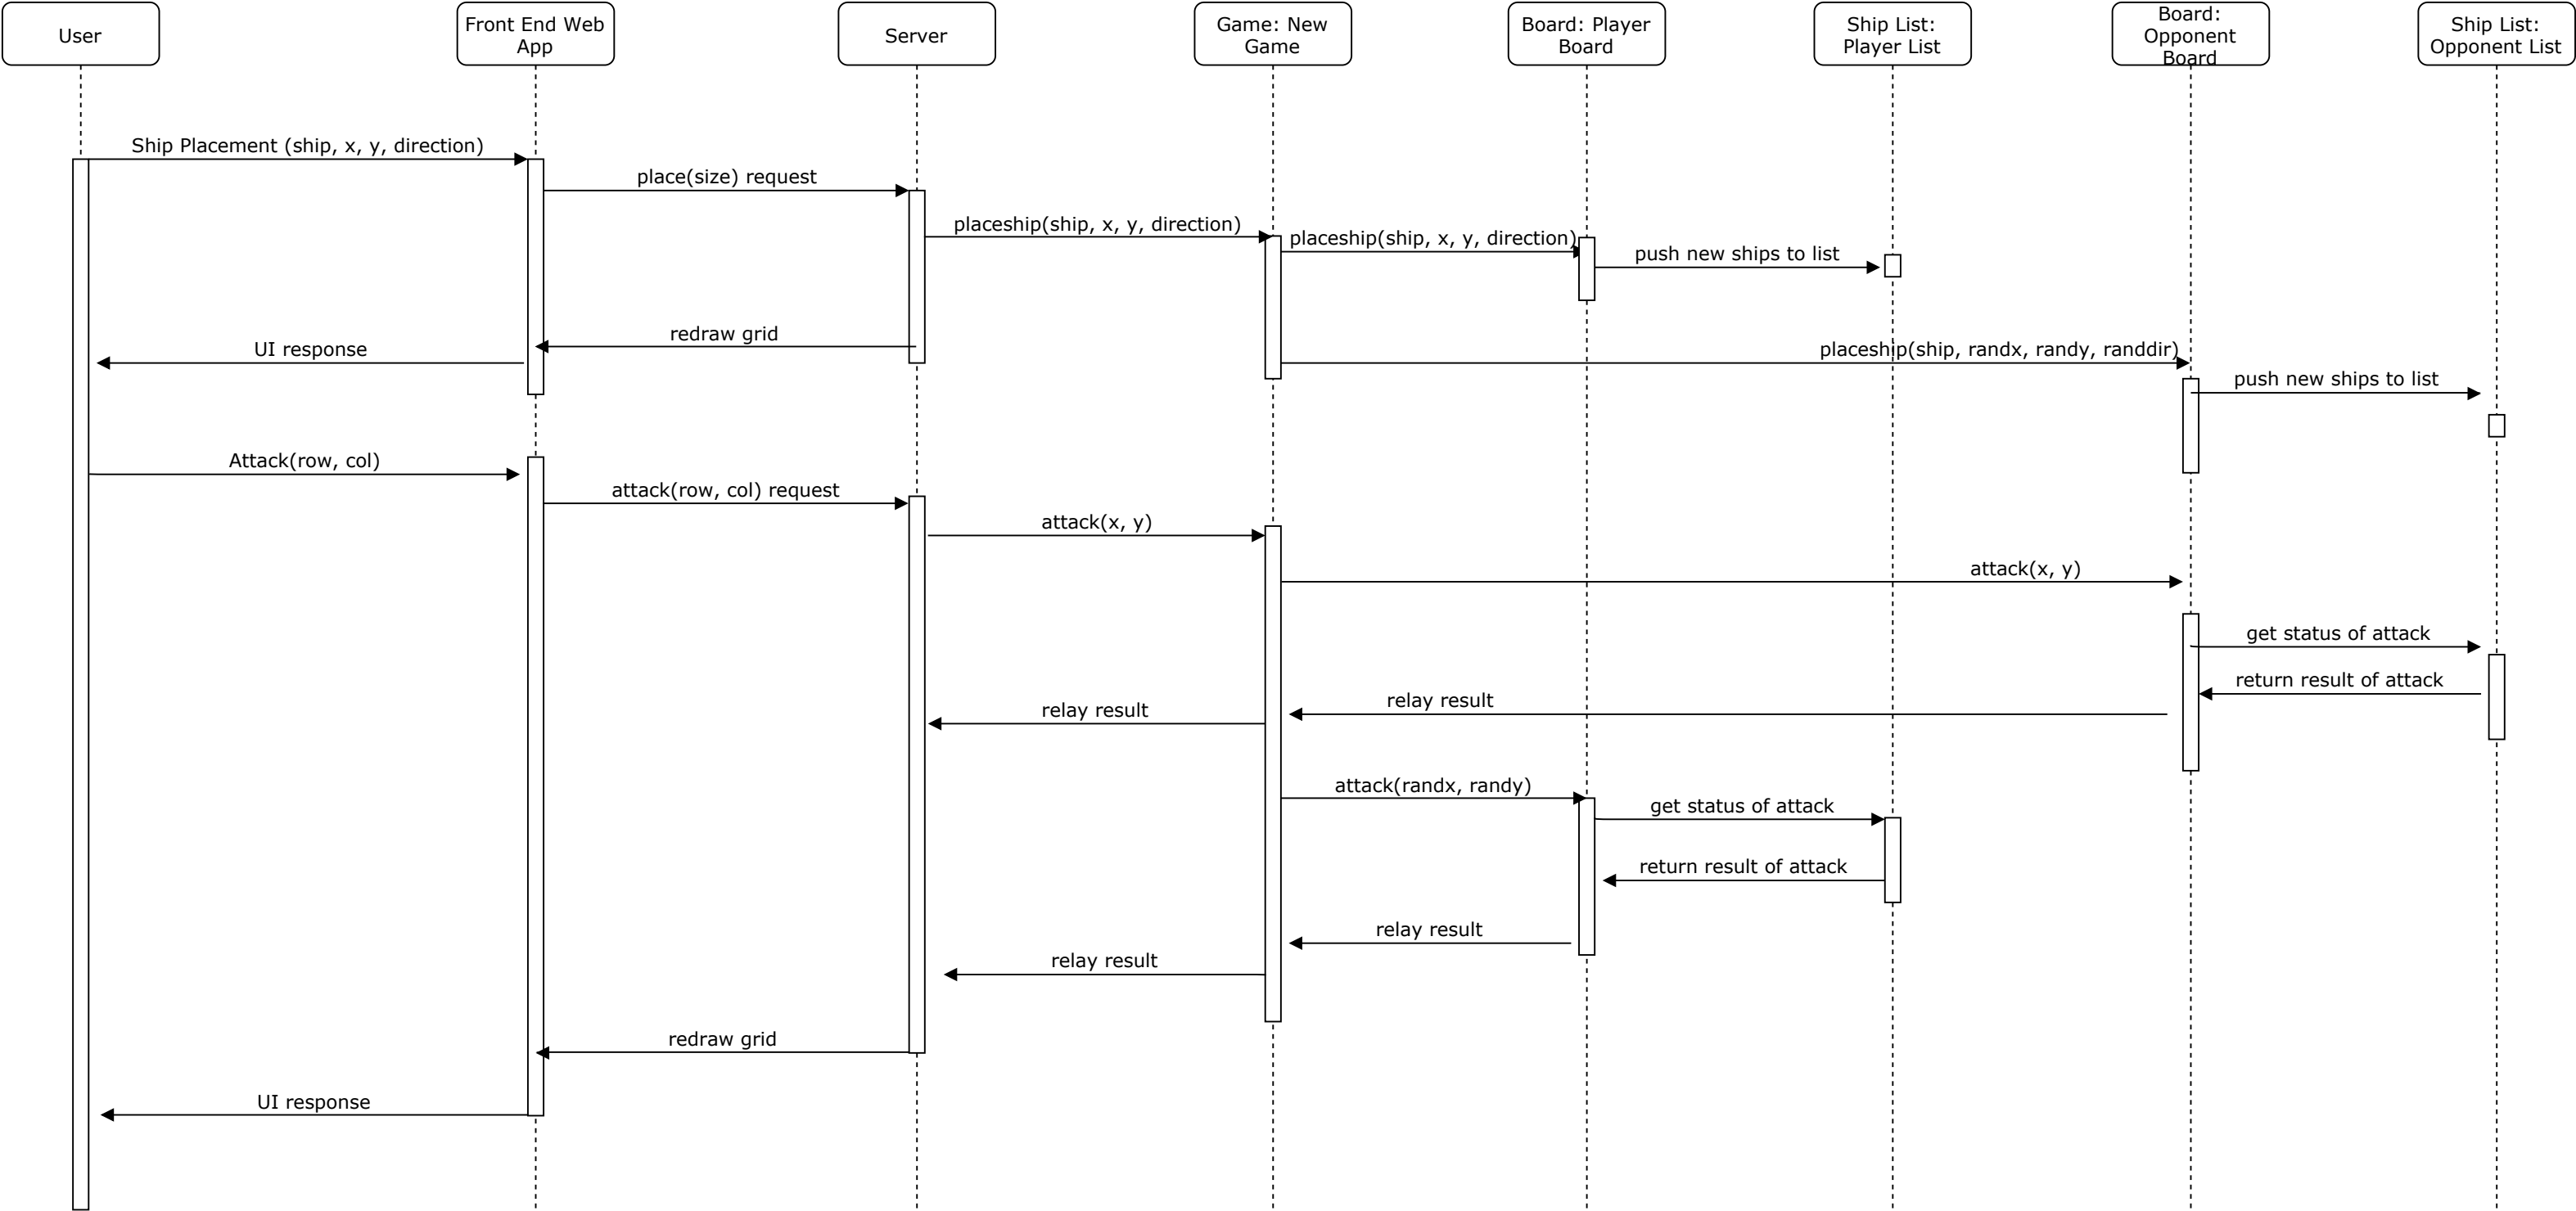 User
Front End Web
App
Server
Game: New
Game
Board: Player
Board
Ship List:
Player List
Board:
Opponent
Board
Ship List:
Opponent List
Ship Placement (ship, x, y, direction)
place(size) request
placeship(ship, x, y, direction)
placeship(ship, x, y, direction)
push new ships to list
redraw grid
UI response
placeship(ship, randx, randy, randdir)
push new ships to list
Attack(row, col)
attack(row, col) request
attack(x, y)
attack(x, y)
get status of attack
return result of attack
relay result
relay result
attack(randx, randy)
get status of attack
return result of attack
relay result
relay result
redraw grid
UI response